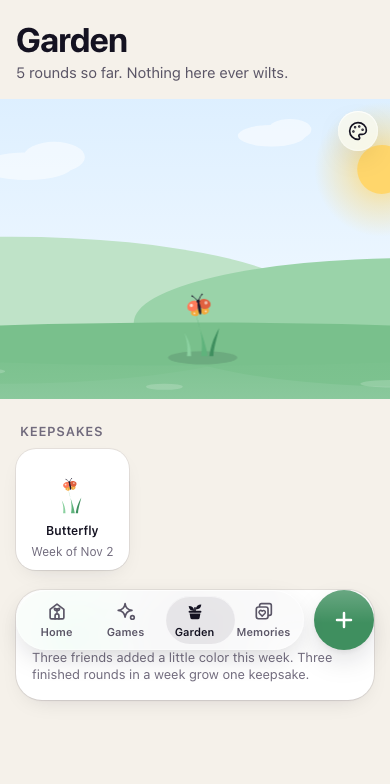 Garden
5 rounds so far. Nothing here ever wilts.
KEEPSAKES
Butterfly
Week of Nov 2
Home
Games
Garden
Memories
Three friends added a little color this week. Three
finished rounds in a week grow one keepsake.